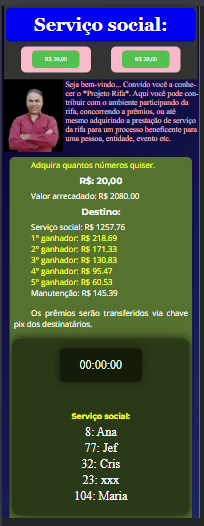 Serviço social:
R$ 20,00
R$ 20,00
Seja bem-vindo... Convido você a conhe-
cer o *Projeto Rifa*. Aqui você pode con-
tribuir com o ambiente participando da
rifa, concorrendo a prêmios, ou até
mesmo adquirindo a prestação de serviço
da rifa para um processo beneficente para
uma pessoa, entidade, evento etc.
Adquira quantos números quiser.
R$: 20,00
Valor arrecadado: R$ 2080.00
Destino:
Serviço social: R$ 1257.76
1º ganhador: R$ 218.69
2º ganhador: R$ 171.33
3º ganhador: R$ 130.83
4º ganhador: R$ 95.47
5º ganhador: R$ 60.53
Manutenção: R$ 145.39
Os prêmios serão transferidos via chave
pix dos destinatários.
00:00:00
Serviço social:
8: Ana
77: Jef
32: Cris
23: xxx
104: Maria